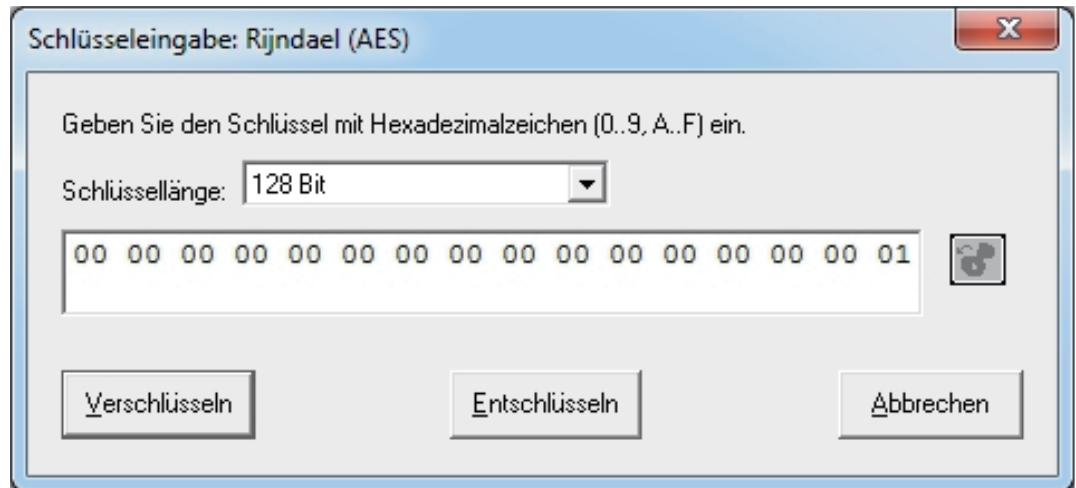 Schlüsseleingabe: Rijndael (AES)
Geben Sie den Schlüssel mit Hexadezimalzeichen (0..9, A..F) ein.
Schlüssellänge: 128 Bit
00 00 00 00 00 00 00 00 00 00 00 00 00 00 00 01
Verschlüsseln Entschlüsseln Abbrechen